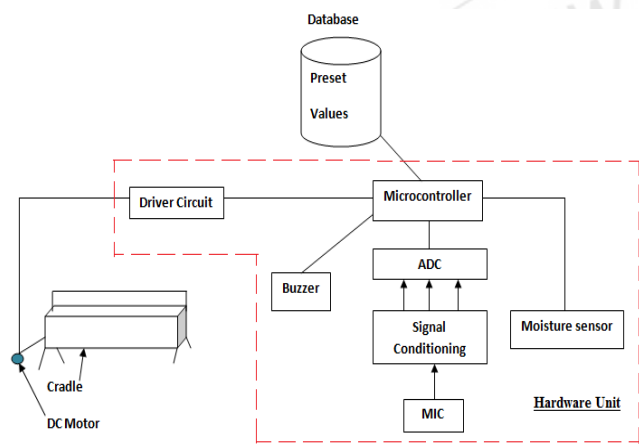 Database
Preset
Values
Driver Circuit
Microcontroller
ADC
Buzzer
Signal
Conditioning
Moisture sensor
Cradle
MIC
Hardware Unit
DC Motor